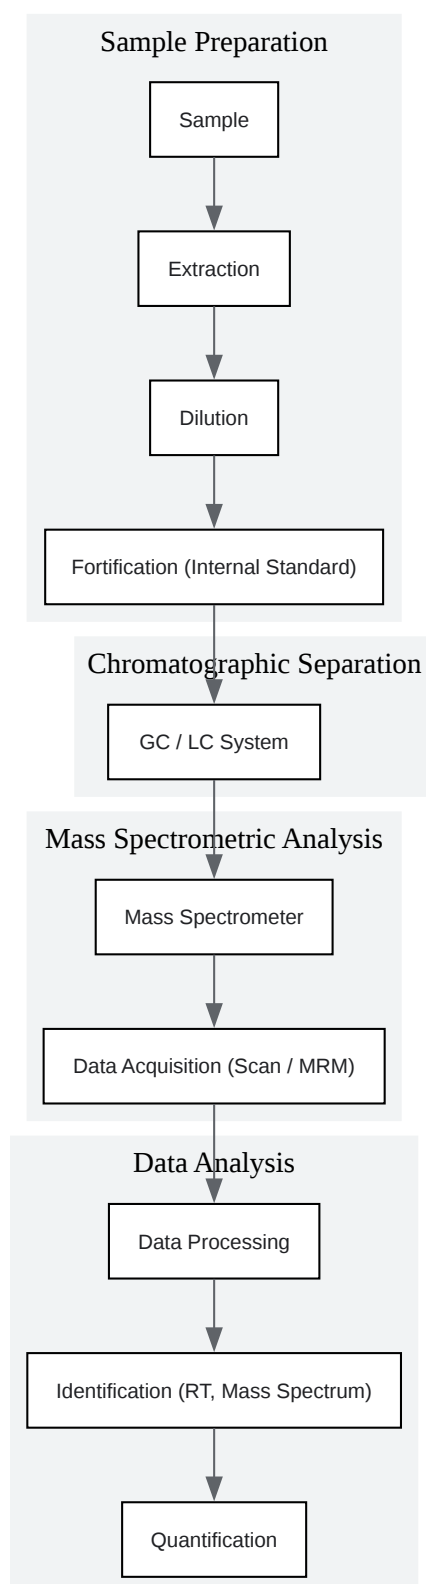 Sample Preparation
Sample
Extraction
Dilution
Fortification (Internal Standard)
Chromatographic Separation
GC / LC System
Mass Spectrometric Analysis
Mass Spectrometer
Data Acquisition (Scan / MRM)
Data Analysis
Data Processing
Identification (RT, Mass Spectrum)
Quantification